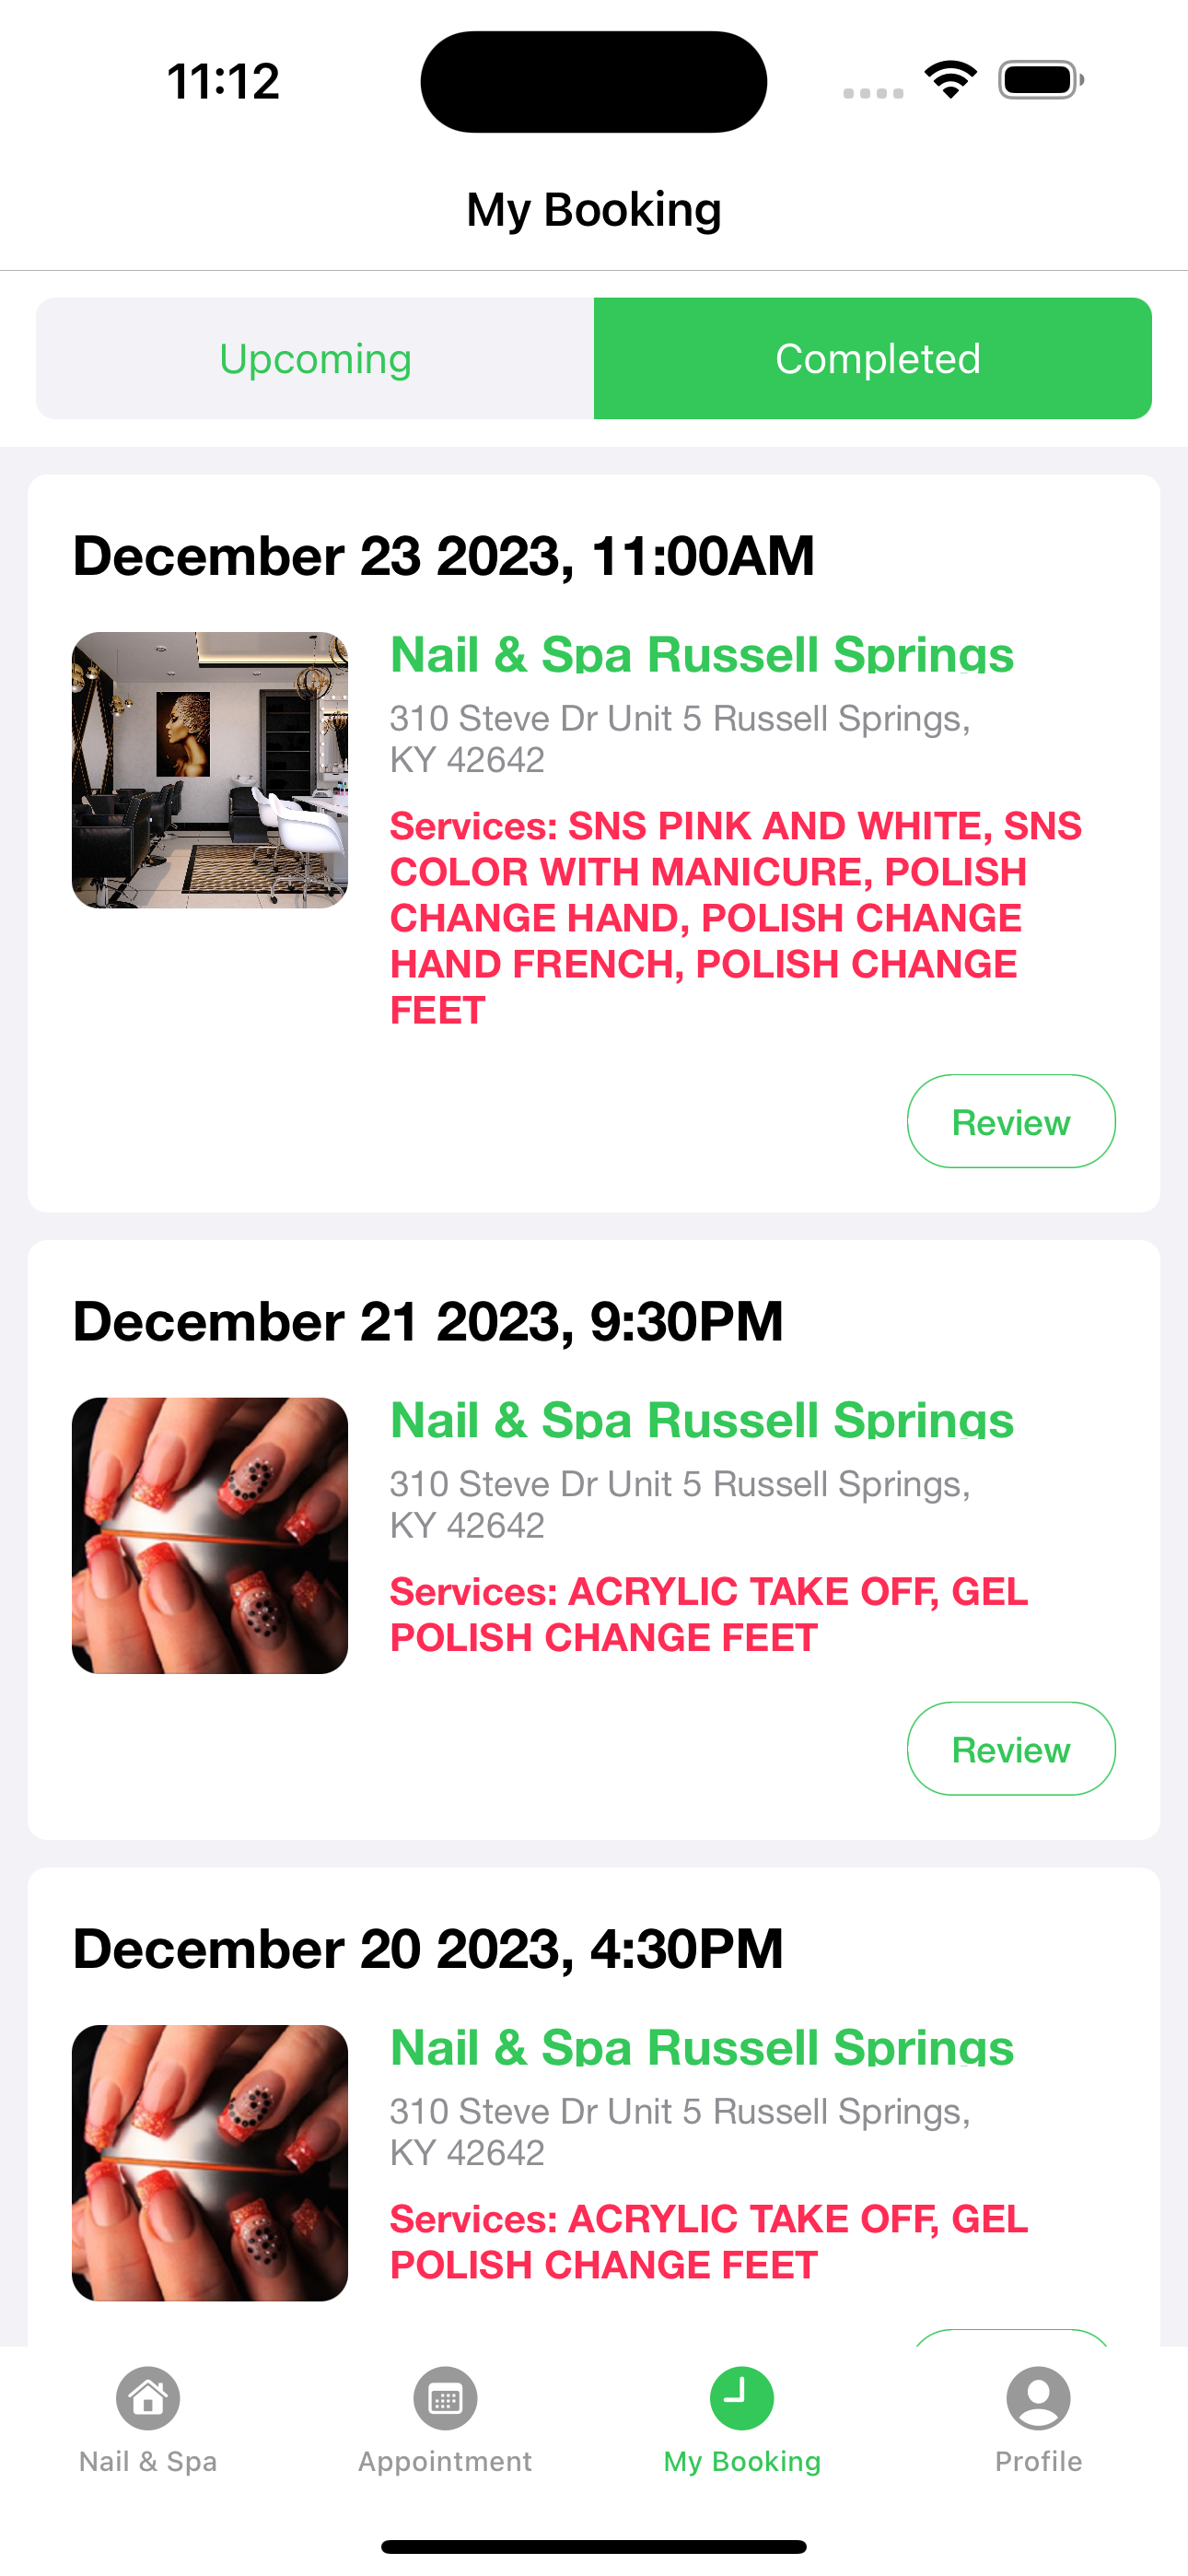 11:12
My Booking
Upcoming
Completed
December 23 2023, 11:00AM
Nail & Spa Russell Springs
310 Steve Dr Unit 5 Russell Springs,
KY 42642
Services: SNS PINK AND WHITE, SNS
COLOR WITH MANICURE, POLISH
CHANGE HAND, POLISH CHANGE
HAND FRENCH, POLISH CHANGE
FEET
Review
December 21 2023, 9:30PM
Nail & Spa Russell Springs
310 Steve Dr Unit 5 Russell Springs,
KY 42642
Services: ACRYLIC TAKE OFF, GEL
POLISH CHANGE FEET
Review
December 20 2023, 4:30PM
Nail & Spa Russell Springs
310 Steve Dr Unit 5 Russell Springs,
KY 42642
Services: ACRYLIC TAKE OFF, GEL
POLISH CHANGE FEET
Nail & Spa
Appointment
My Booking
Profile